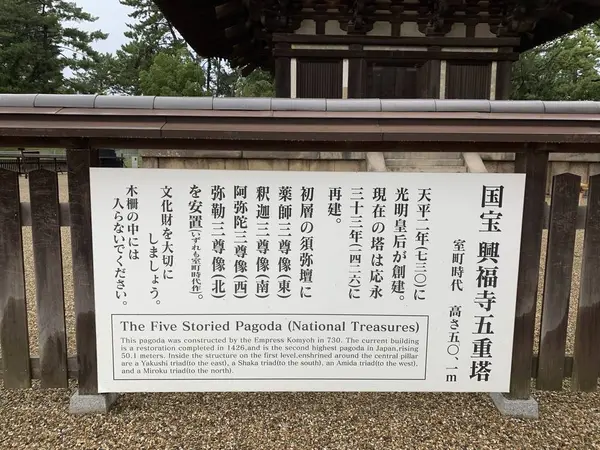 国宝 興福寺五重塔
室町時代 高さ五〇、一m
天平二年(七三〇)に
光明皇后が創建。
現在の塔は応永
三十三年(一四二六)に
再建。
初層の須弥壇に
薬師三尊像(東)
釈迦三尊像(南)
阿弥陀三尊像(西)
弥勒三尊像(北)
を安置(いずれも室町時代作)。
文化財を大切に
しましょう。
木柵の中には
入らないでください。
The Five Storied Pagoda (National Treasures)
This pagoda was constructed by the Empress Komyoh in 730. The current building
is a restoration completed in 1426,and is the second highest pagoda in Japan,rising
50.1 meters. Inside the structure on the first level,enshrined around the central pillar
are a Yakushi triad(to the east), a Shaka triad(to the south), an Amida triad(to the west),
and a Miroku triad(to the north).